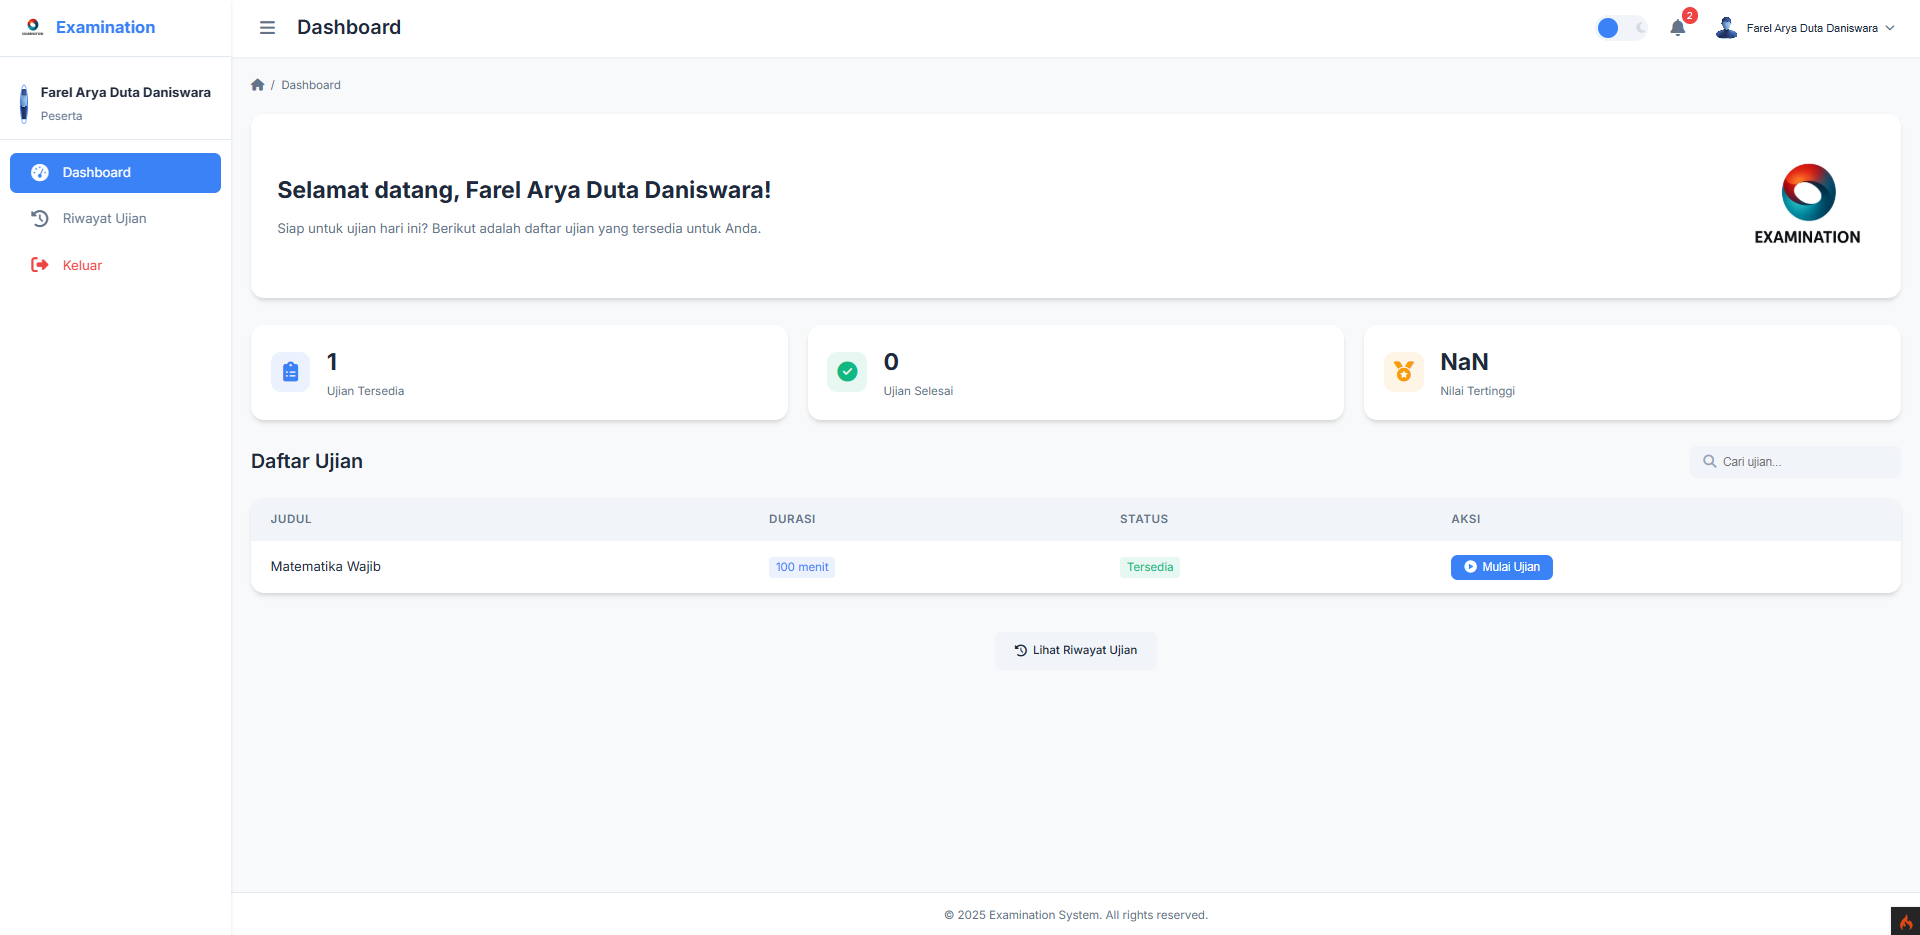 Examination
Dashboard
2
Farel Arya Duta Daniswara
Farel Arya Duta Daniswara
Peserta
Dashboard
Riwayat Ujian
Keluar
/ Dashboard
Selamat datang, Farel Arya Duta Daniswara!
Siap untuk ujian hari ini? Berikut adalah daftar ujian yang tersedia untuk Anda.
EXAMINATION
1
Ujian Tersedia
0
Ujian Selesai
NaN
Nilai Tertinggi
Daftar Ujian
Cari ujian...
JUDUL DURASI STATUS AKSI
Matematika Wajib 100 menit Tersedia Mulai Ujian
Lihat Riwayat Ujian
© 2025 Examination System. All rights reserved.